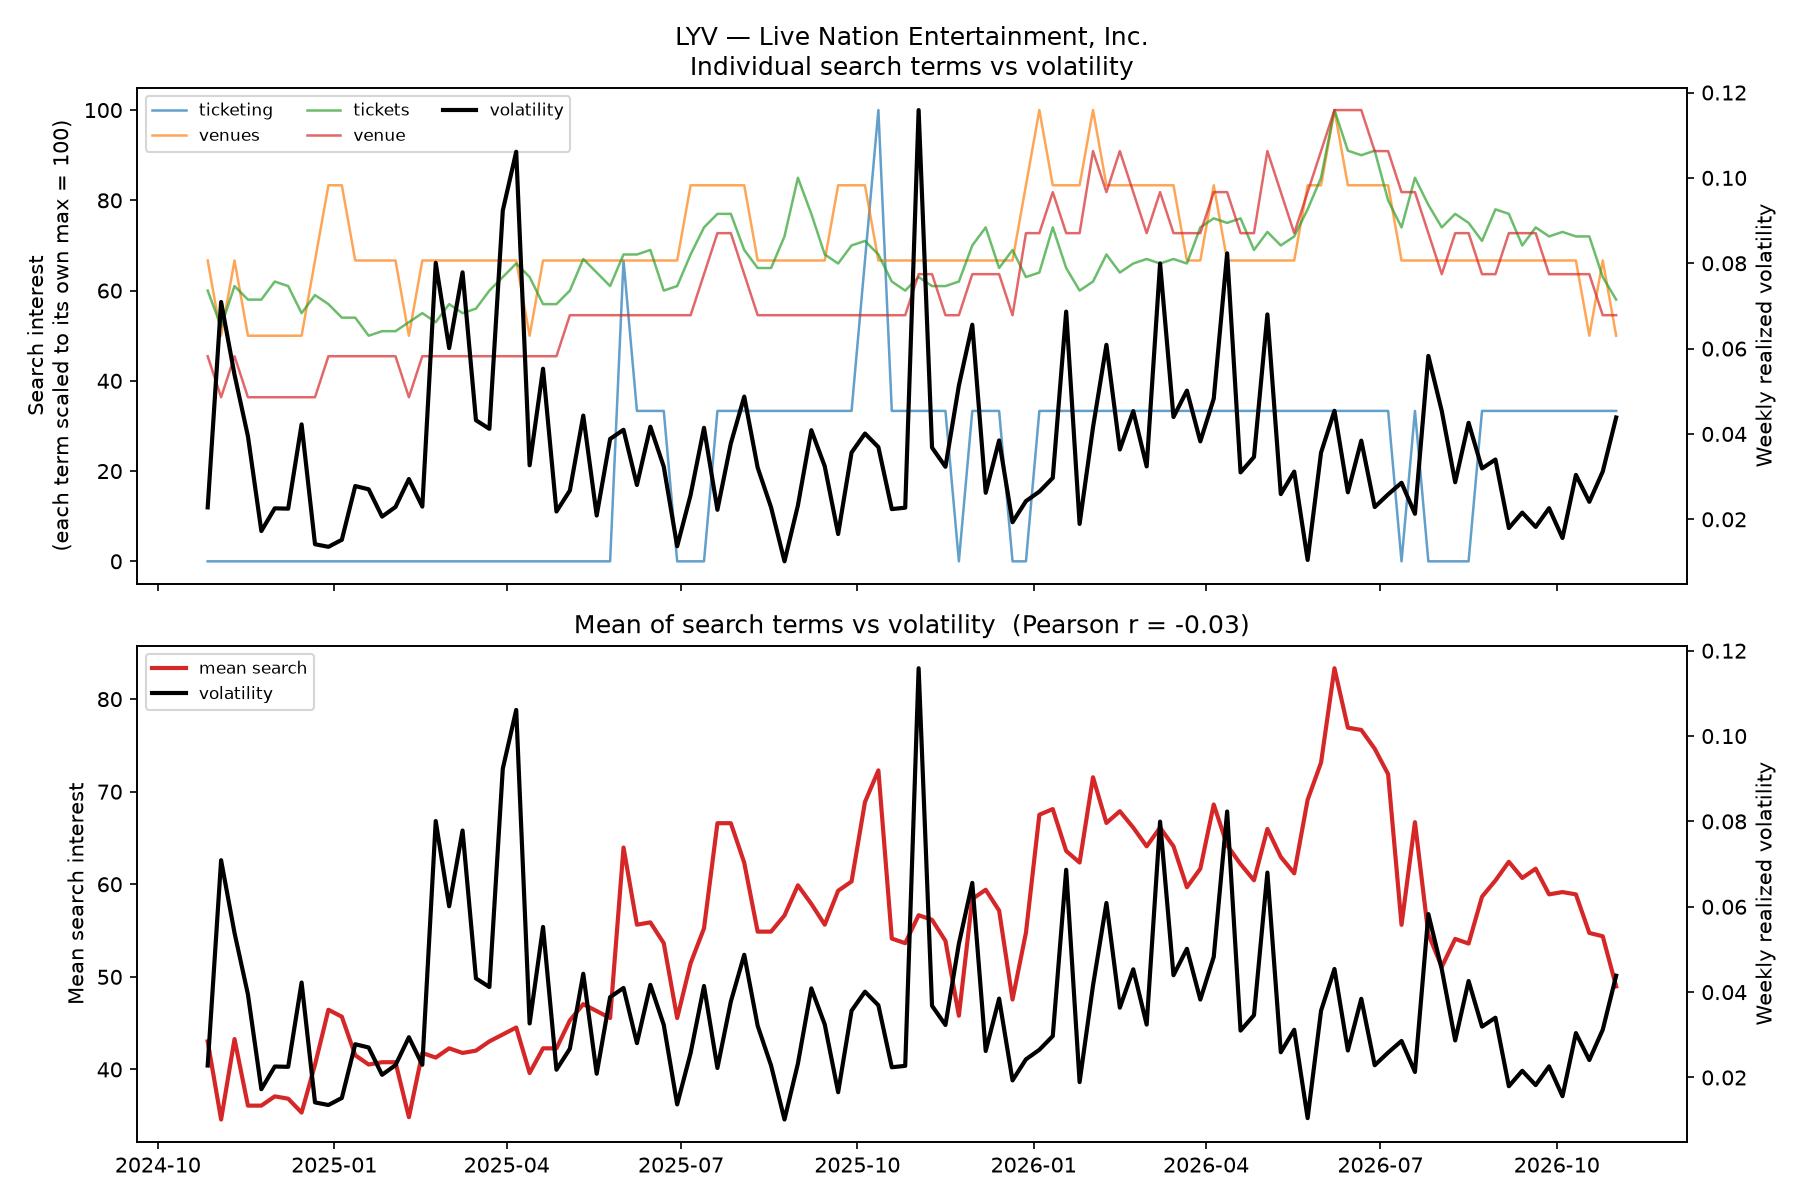 LYV — Live Nation Entertainment, Inc.
Individual search terms vs volatility
ticketing
venues
tickets
venue
volatility
Search interest
(each term scaled to its own max = 100)
100
80
60
40
20
0
0.12
0.10
0.08
0.06
0.04
0.02
Weekly realized volatility
Mean of search terms vs volatility  (Pearson r = -0.03)
mean search
volatility
Mean search interest
80
70
60
50
40
0.12
0.10
0.08
0.06
0.04
0.02
Weekly realized volatility
2024-10
2025-01
2025-04
2025-07
2025-10
2026-01
2026-04
2026-07
2026-10